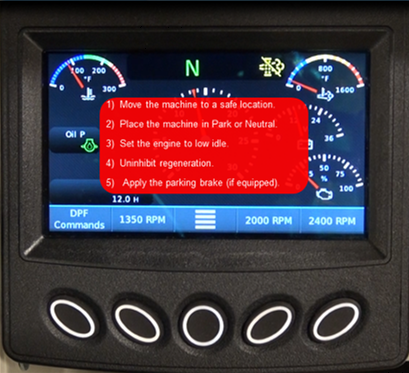 N
100 200
0 300
800
0 1600
1) Move the machine to a safe location.
2) Place the machine in Park or Neutral.
3) Set the engine to low idle.
4) Uninhibit regeneration.
5) Apply the parking brake (if equipped).
24
36
Oil P
50
%
75
100
12.0 H
DPF
Commands
1350 RPM
2000 RPM
2400 RPM